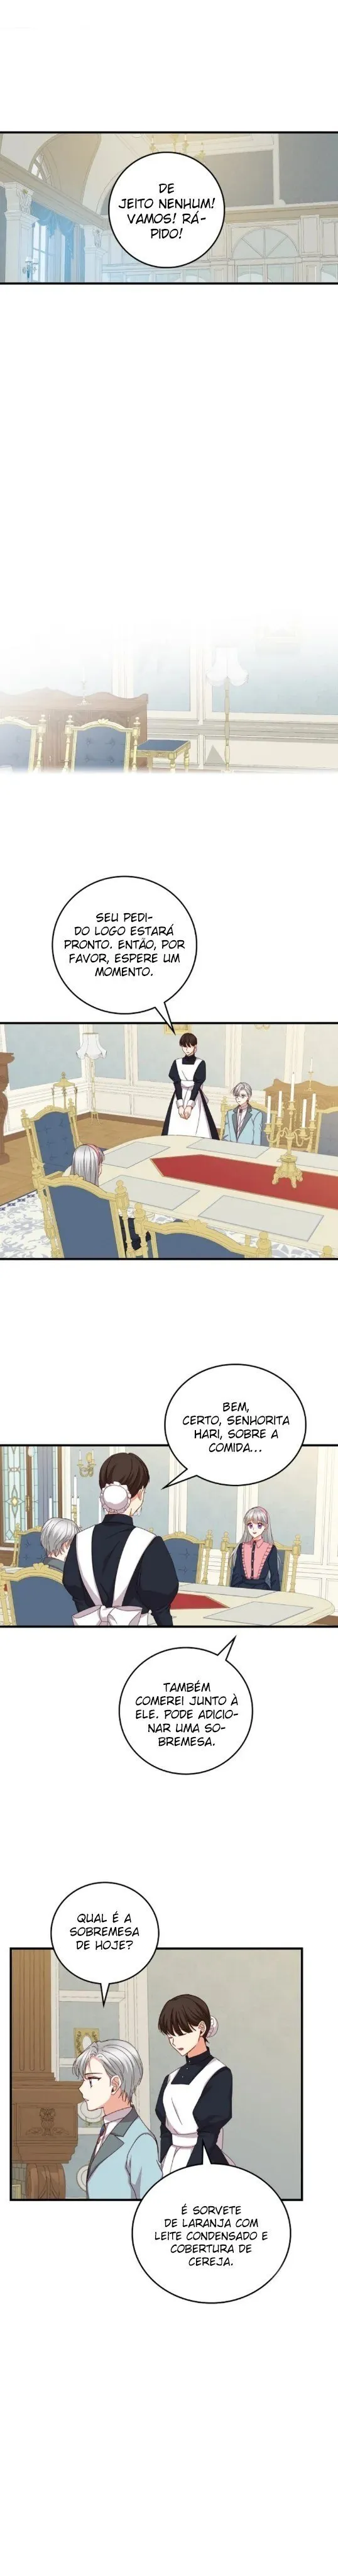 DE
JEITO NENHUM!
VAMOS! RÁ-
PIDO!
SEU PEDI-
DO LOGO ESTARÁ
PRONTO. ENTÃO, POR
FAVOR, ESPERE UM
MOMENTO.
BEM,
CERTO, SENHORITA
HARI, SOBRE A
COMIDA...
TAMBÉM
COMEREI JUNTO À
ELE. PODE ADICIO-
NAR UMA SO-
BREMESA.
QUAL É A
SOBREMESA
DE HOJE?
É SORVETE
DE LARANJA COM
LEITE CONDENSADO E
COBERTURA DE
CEREJA.